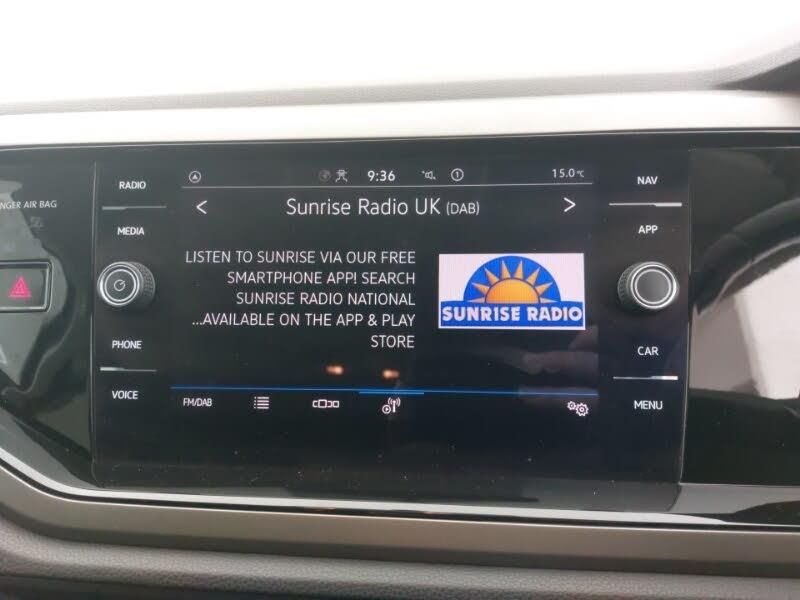 NGER AIR BAG
RADIO
MEDIA
PHONE
VOICE
9:36
1
15.0°C
< Sunrise Radio UK (DAB) >
LISTEN TO SUNRISE VIA OUR FREE
SMARTPHONE APP! SEARCH
SUNRISE RADIO NATIONAL
...AVAILABLE ON THE APP & PLAY
STORE
SUNRISE RADIO
FM/DAB
NAV
APP
CAR
MENU